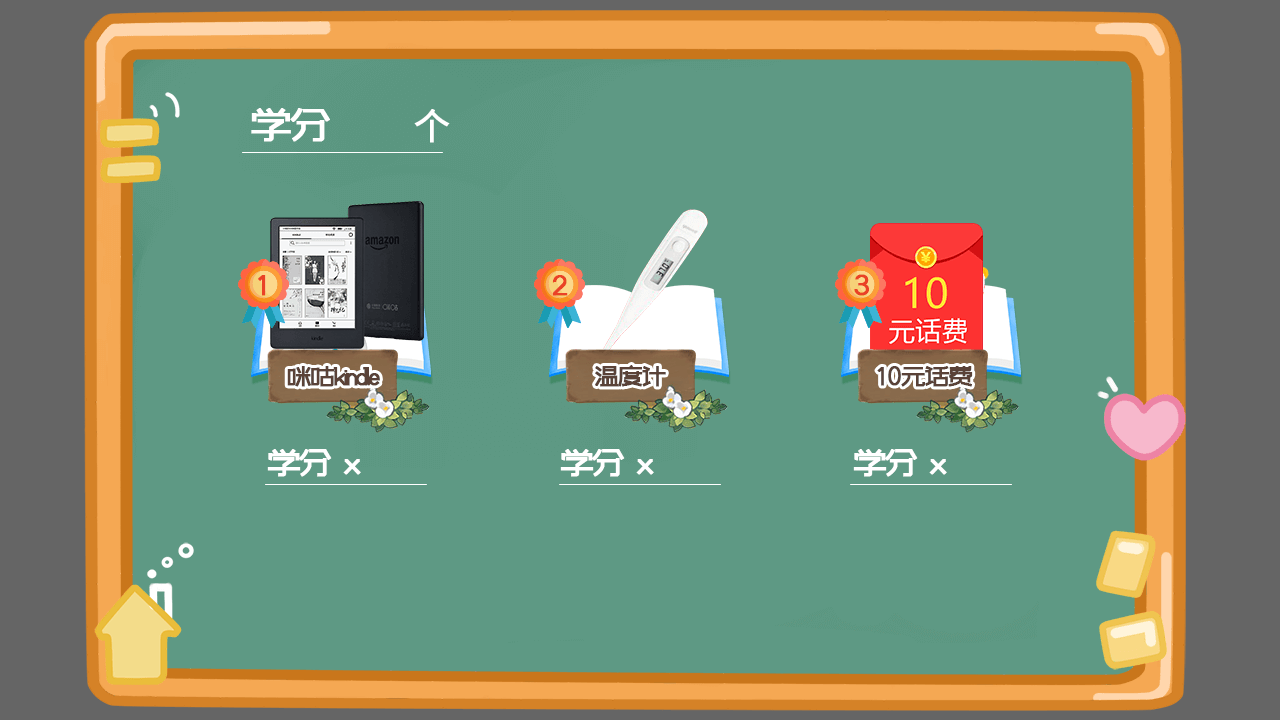 学分 个
amazon
1
2
3
10
元话费
kindle
咪咕kindle
温度计
10元话费
学分 x
学分 x
学分 x